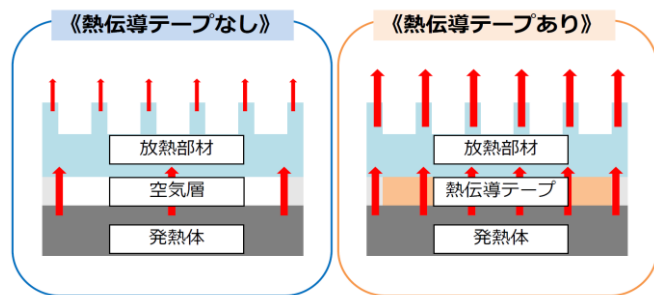 《熱伝導テープなし》
放熱部材
空気層
発熱体
《熱伝導テープあり》
放熱部材
熱伝導テープ
発熱体